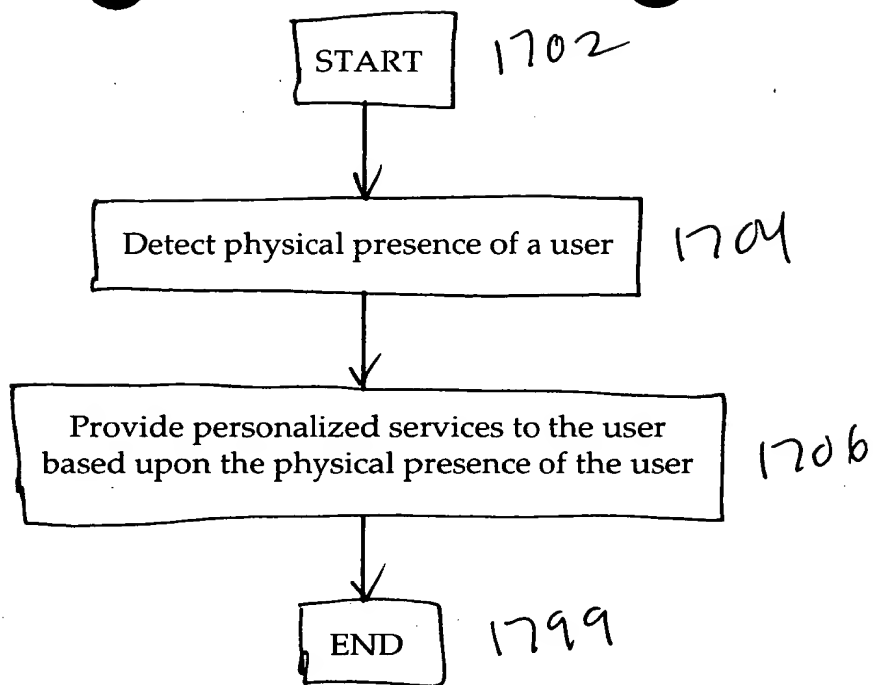 START 1702
Detect physical presence of a user 1704
Provide personalized services to the user
based upon the physical presence of the user 1706
END 1799